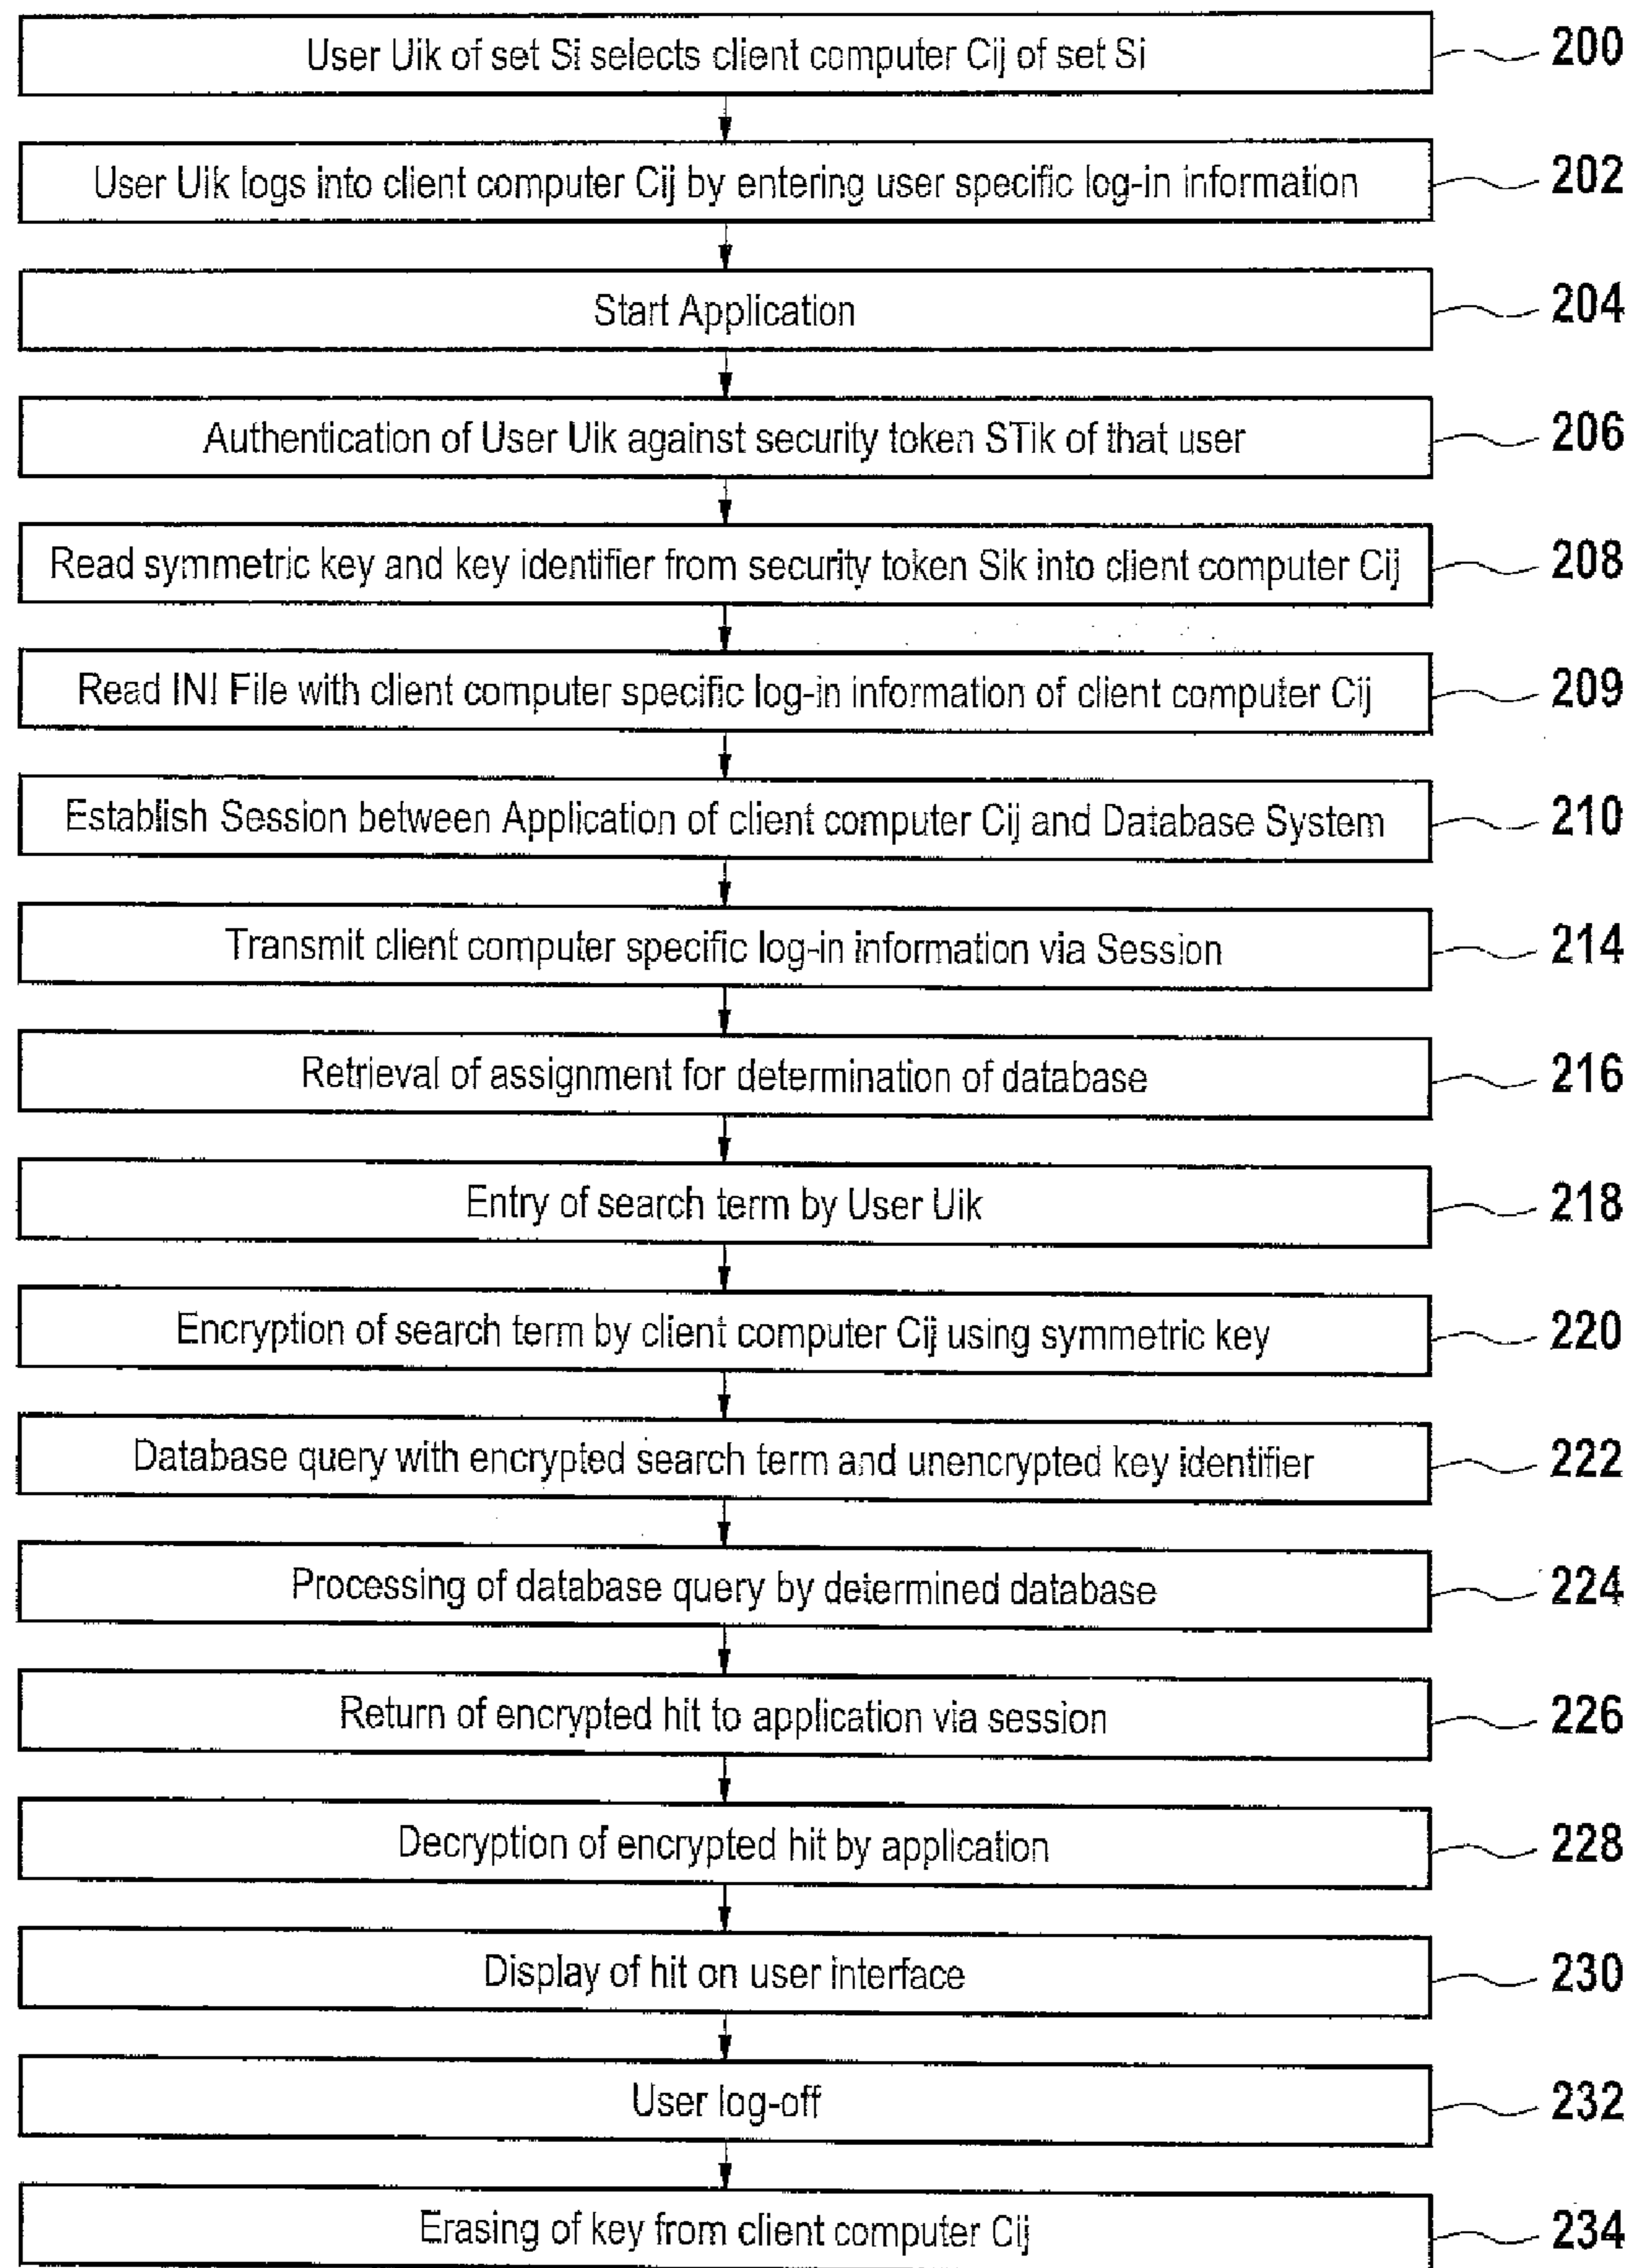 User Uik of set Si selects client computer Cij of set Si 200
User Uik logs into client computer Cij by entering user specific log-in information 202
Start Application 204
Authentication of User Uik against security token STik of that user 206
Read symmetric key and key identifier from security token Sik into client computer Cij 208
Read INI File with client computer specific log-in information of client computer Cij 209
Establish Session between Application of client computer Cij and Database System 210
Transmit client computer specific log-in information via Session 214
Retrieval of assignment for determination of database 216
Entry of search term by User Uik 218
Encryption of search term by client computer Cij using symmetric key 220
Database query with encrypted search term and unencrypted key identifier 222
Processing of database query by determined database 224
Return of encrypted hit to application via session 226
Decryption of encrypted hit by application 228
Display of hit on user interface 230
User log-off 232
Erasing of key from client computer Cij 234